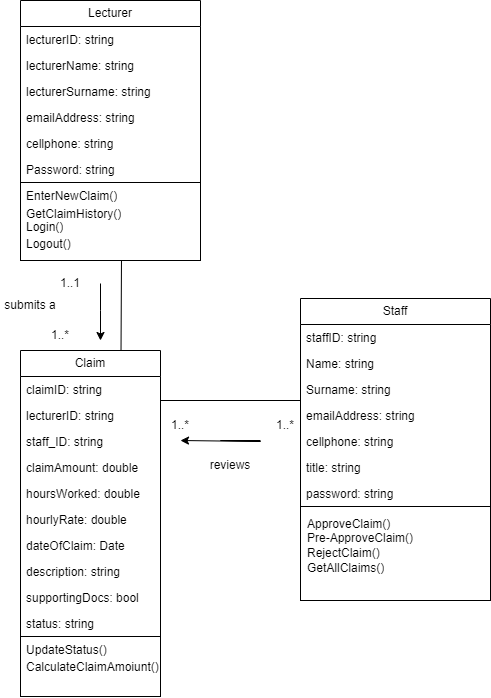 Lecturer
lecturerID: string
lecturerName: string
lecturerSurname: string
emailAddress: string
cellphone: string
Password: string
EnterNewClaim()
GetClaimHistory()
Login()
Logout()
1..1
submits a
1..*
Claim
claimID: string
lecturerID: string
staff_ID: string
claimAmount: double
hoursWorked: double
hourlyRate: double
dateOfClaim: Date
description: string
supportingDocs: bool
status: string
UpdateStatus()
CalculateClaimAmoiunt()
1..*
1..*
reviews
Staff
staffID: string
Name: string
Surname: string
emailAddress: string
cellphone: string
title: string
password: string
ApproveClaim()
Pre-ApproveClaim()
RejectClaim()
GetAllClaims()